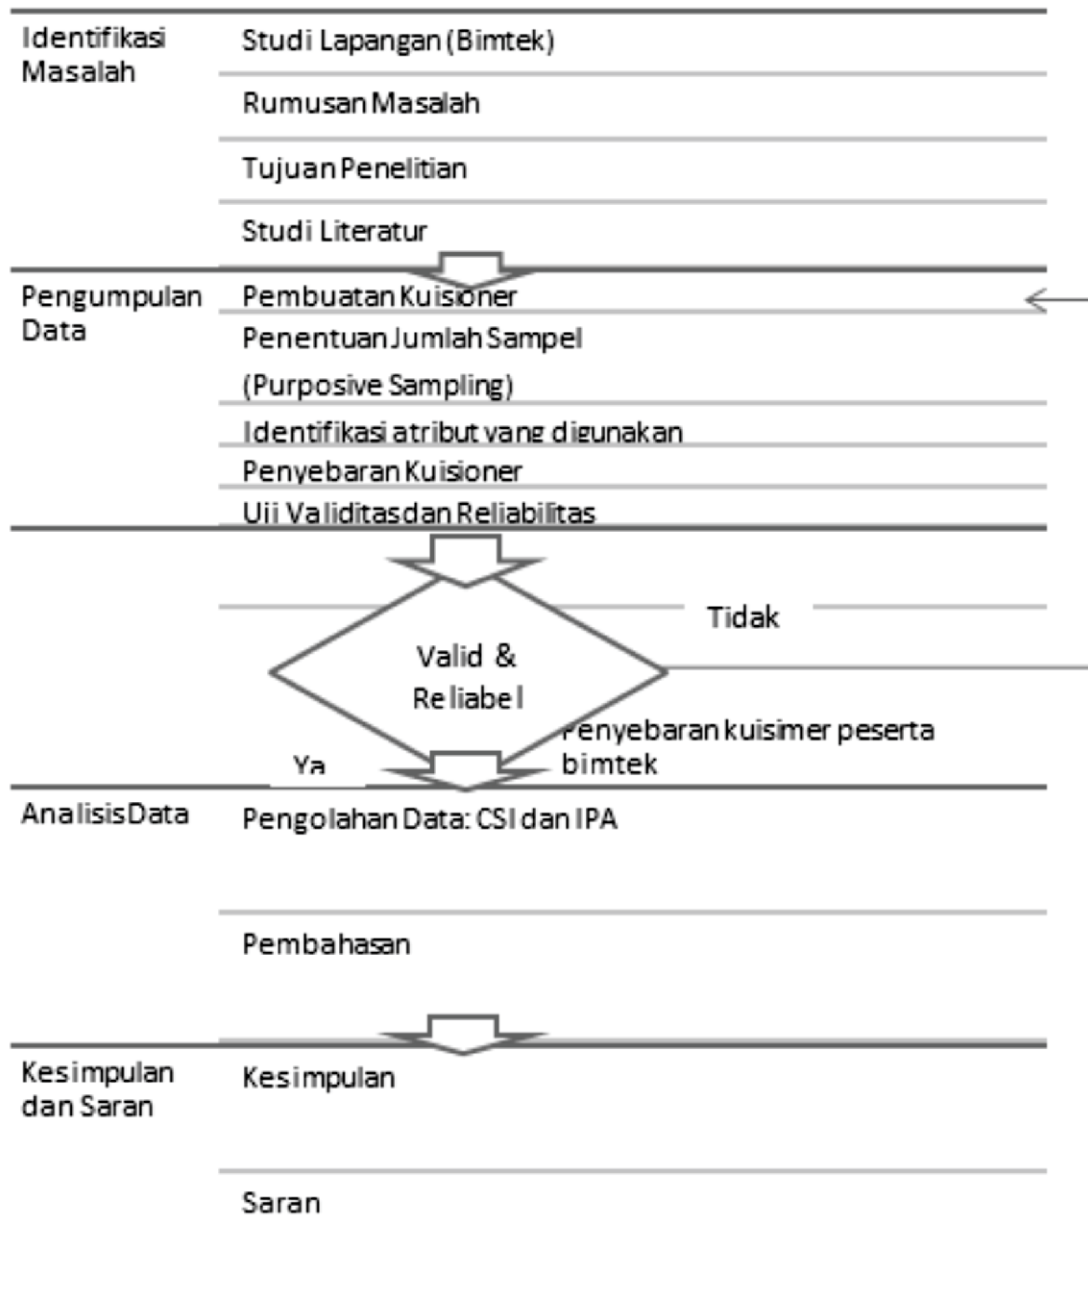 Identifikasi
Masalah
Studi Lapangan (Bimtek)
Rumusan Masalah
Tujuan Penelitian
Studi Literatur
Pengumpulan
Data
Pembuatan Kuisioner
Penentuan Jumlah Sampel
(Purposive Sampling)
Identifikasi atribut yang digunakan
Penyebaran Kuisioner
Uji Validitas dan Reliabilitas
Tidak
Valid &
Reliabel
Penyebaran kuisimer peserta
bimtek
Ya
Analisis Data
Pengolahan Data: CSI dan IPA
Pembahasan
Kesimpulan
dan Saran
Kesimpulan
Saran